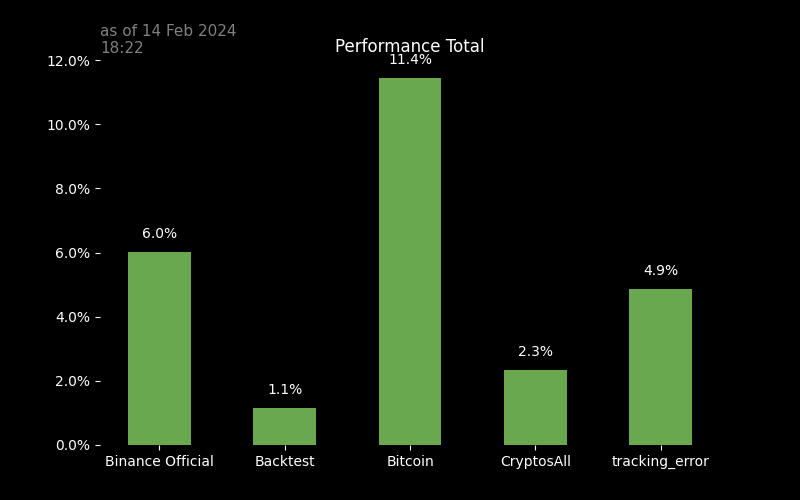 as of 14 Feb 2024
18:22
Performance Total
12.0%
10.0%
8.0%
6.0%
4.0%
2.0%
0.0%
6.0%
1.1%
11.4%
2.3%
4.9%
Binance Official
Backtest
Bitcoin
CryptosAll
tracking_error